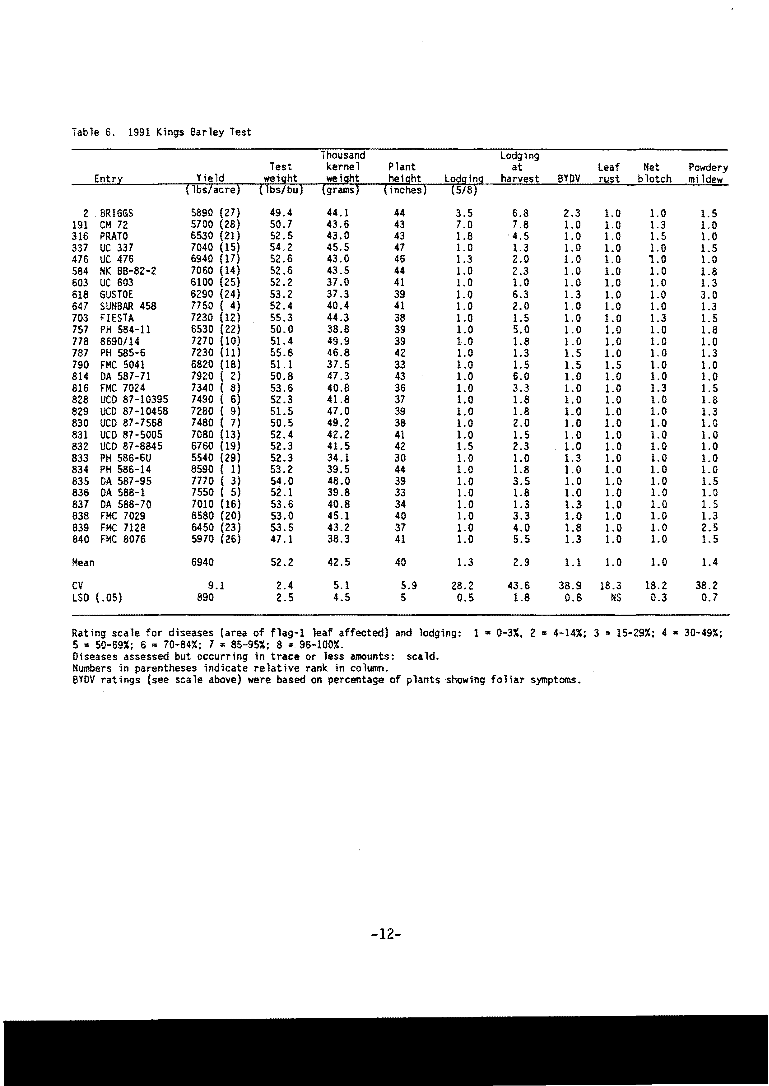 Table 6. 1991 Kings Barley Test
Thousand Lodging
Test kernel Plant at Leaf Net Powdery
Entry Yield weight weight height Lodging harvest BYDV rust blotch mildew
(lbs/acre) (lbs/bu) (grams) (inches) (5/8)
2 BRIGGS 5890 (27) 49.4 44.1 44 3.5 6.8 2.3 1.0 1.0 1.5
191 CM 72 5700 (28) 50.7 43.6 43 7.0 7.8 1.0 1.0 1.3 1.0
316 PRATO 6530 (21) 52.5 43.0 43 1.8 4.5 1.0 1.0 1.5 1.0
337 UC 337 7040 (15) 54.2 45.5 47 1.0 1.3 1.0 1.0 1.0 1.5
476 UC 476 6940 (17) 52.6 43.0 46 1.3 2.0 1.0 1.0 1.0 1.0
584 NK BB-82-2 7060 (14) 52.6 43.5 44 1.0 2.3 1.0 1.0 1.0 1.8
603 UC 603 6100 (25) 52.2 37.0 41 1.0 1.0 1.0 1.0 1.0 1.3
618 GUSTOE 6290 (24) 53.2 37.3 39 1.0 6.3 1.3 1.0 1.0 3.0
647 SUNBAR 458 7750 ( 4) 52.4 40.4 41 1.0 2.0 1.0 1.0 1.0 1.3
703 FIESTA 7230 (12) 55.3 44.3 38 1.0 1.5 1.0 1.0 1.3 1.5
757 PH 584-11 6530 (22) 50.0 38.8 39 1.0 5.0 1.0 1.0 1.0 1.8
778 8690/14 7270 (10) 51.4 49.9 39 1.0 1.8 1.0 1.0 1.0 1.0
787 PH 585-6 7230 (11) 55.6 46.8 42 1.0 1.3 1.5 1.0 1.0 1.3
790 FMC 5041 6820 (18) 51.1 37.5 33 1.0 1.5 1.5 1.5 1.0 1.0
814 DA 587-71 7920 ( 2) 50.8 47.3 43 1.0 6.0 1.0 1.0 1.0 1.0
816 FMC 7024 7340 ( 8) 53.6 40.8 36 1.0 3.3 1.0 1.0 1.3 1.5
828 UCD 87-10395 7490 ( 6) 52.3 41.8 37 1.0 1.8 1.0 1.0 1.0 1.8
829 UCD 87-10458 7280 ( 9) 51.5 47.0 39 1.0 1.8 1.0 1.0 1.0 1.3
830 UCD 87-7568 7480 ( 7) 50.5 49.2 38 1.0 2.0 1.0 1.0 1.0 1.0
831 UCD 87-5005 7080 (13) 52.4 42.2 41 1.0 1.5 1.0 1.0 1.0 1.0
832 UCD 87-8845 6760 (19) 52.3 41.5 42 1.5 2.3 1.0 1.0 1.0 1.0
833 PH 586-6U 5540 (29) 52.3 34.1 30 1.0 1.0 1.3 1.0 1.0 1.0
834 PH 586-14 8590 ( 1) 53.2 39.5 44 1.0 1.8 1.0 1.0 1.0 1.0
835 DA 587-95 7770 ( 3) 54.0 48.0 39 1.0 3.5 1.0 1.0 1.0 1.5
836 DA 588-1 7550 ( 5) 52.1 39.8 33 1.0 1.8 1.0 1.0 1.0 1.0
837 DA 588-70 7010 (16) 53.6 40.8 34 1.0 1.3 1.3 1.0 1.0 1.5
838 FMC 7029 6580 (20) 53.0 45.1 40 1.0 3.3 1.0 1.0 1.0 1.3
839 FMC 7128 6450 (23) 53.5 43.2 37 1.0 4.0 1.8 1.0 1.0 2.5
840 FMC 8076 5970 (26) 47.1 38.3 41 1.0 5.5 1.3 1.0 1.0 1.5
Mean 6940 52.2 42.5 40 1.3 2.9 1.1 1.0 1.0 1.4
CV 9.1 2.4 5.1 5.9 28.2 43.6 38.9 18.3 18.2 38.2
LSD (.05) 890 2.5 4.5 5 0.5 1.8 0.6 NS 0.3 0.7
Rating scale for diseases (area of flag-1 leaf affected) and lodging: 1 = 0-3%, 2 = 4-14%; 3 = 15-29%; 4 = 30-49%;
5 = 50-69%; 6 = 70-84%; 7 = 85-95%; 8 = 96-100%.
Diseases assessed but occurring in trace or less amounts: scald.
Numbers in parentheses indicate relative rank in column.
BYDV ratings (see scale above) were based on percentage of plants showing foliar symptoms.
-12-